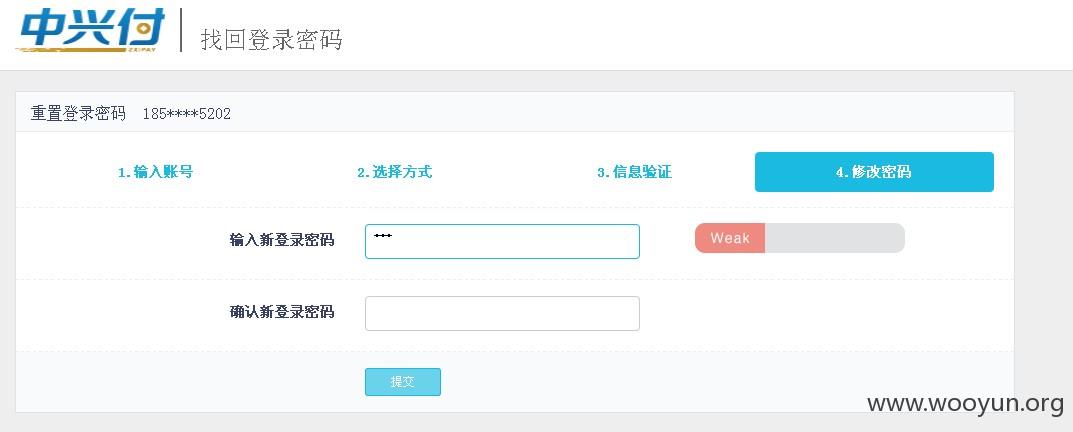 中兴付
ZXIPAY
找回登录密码
重置登录密码 185****5202
1.输入账号 2.选择方式 3.信息验证 4.修改密码
输入新登录密码 *** Weak
确认新登录密码
提交
www.wooyun.org